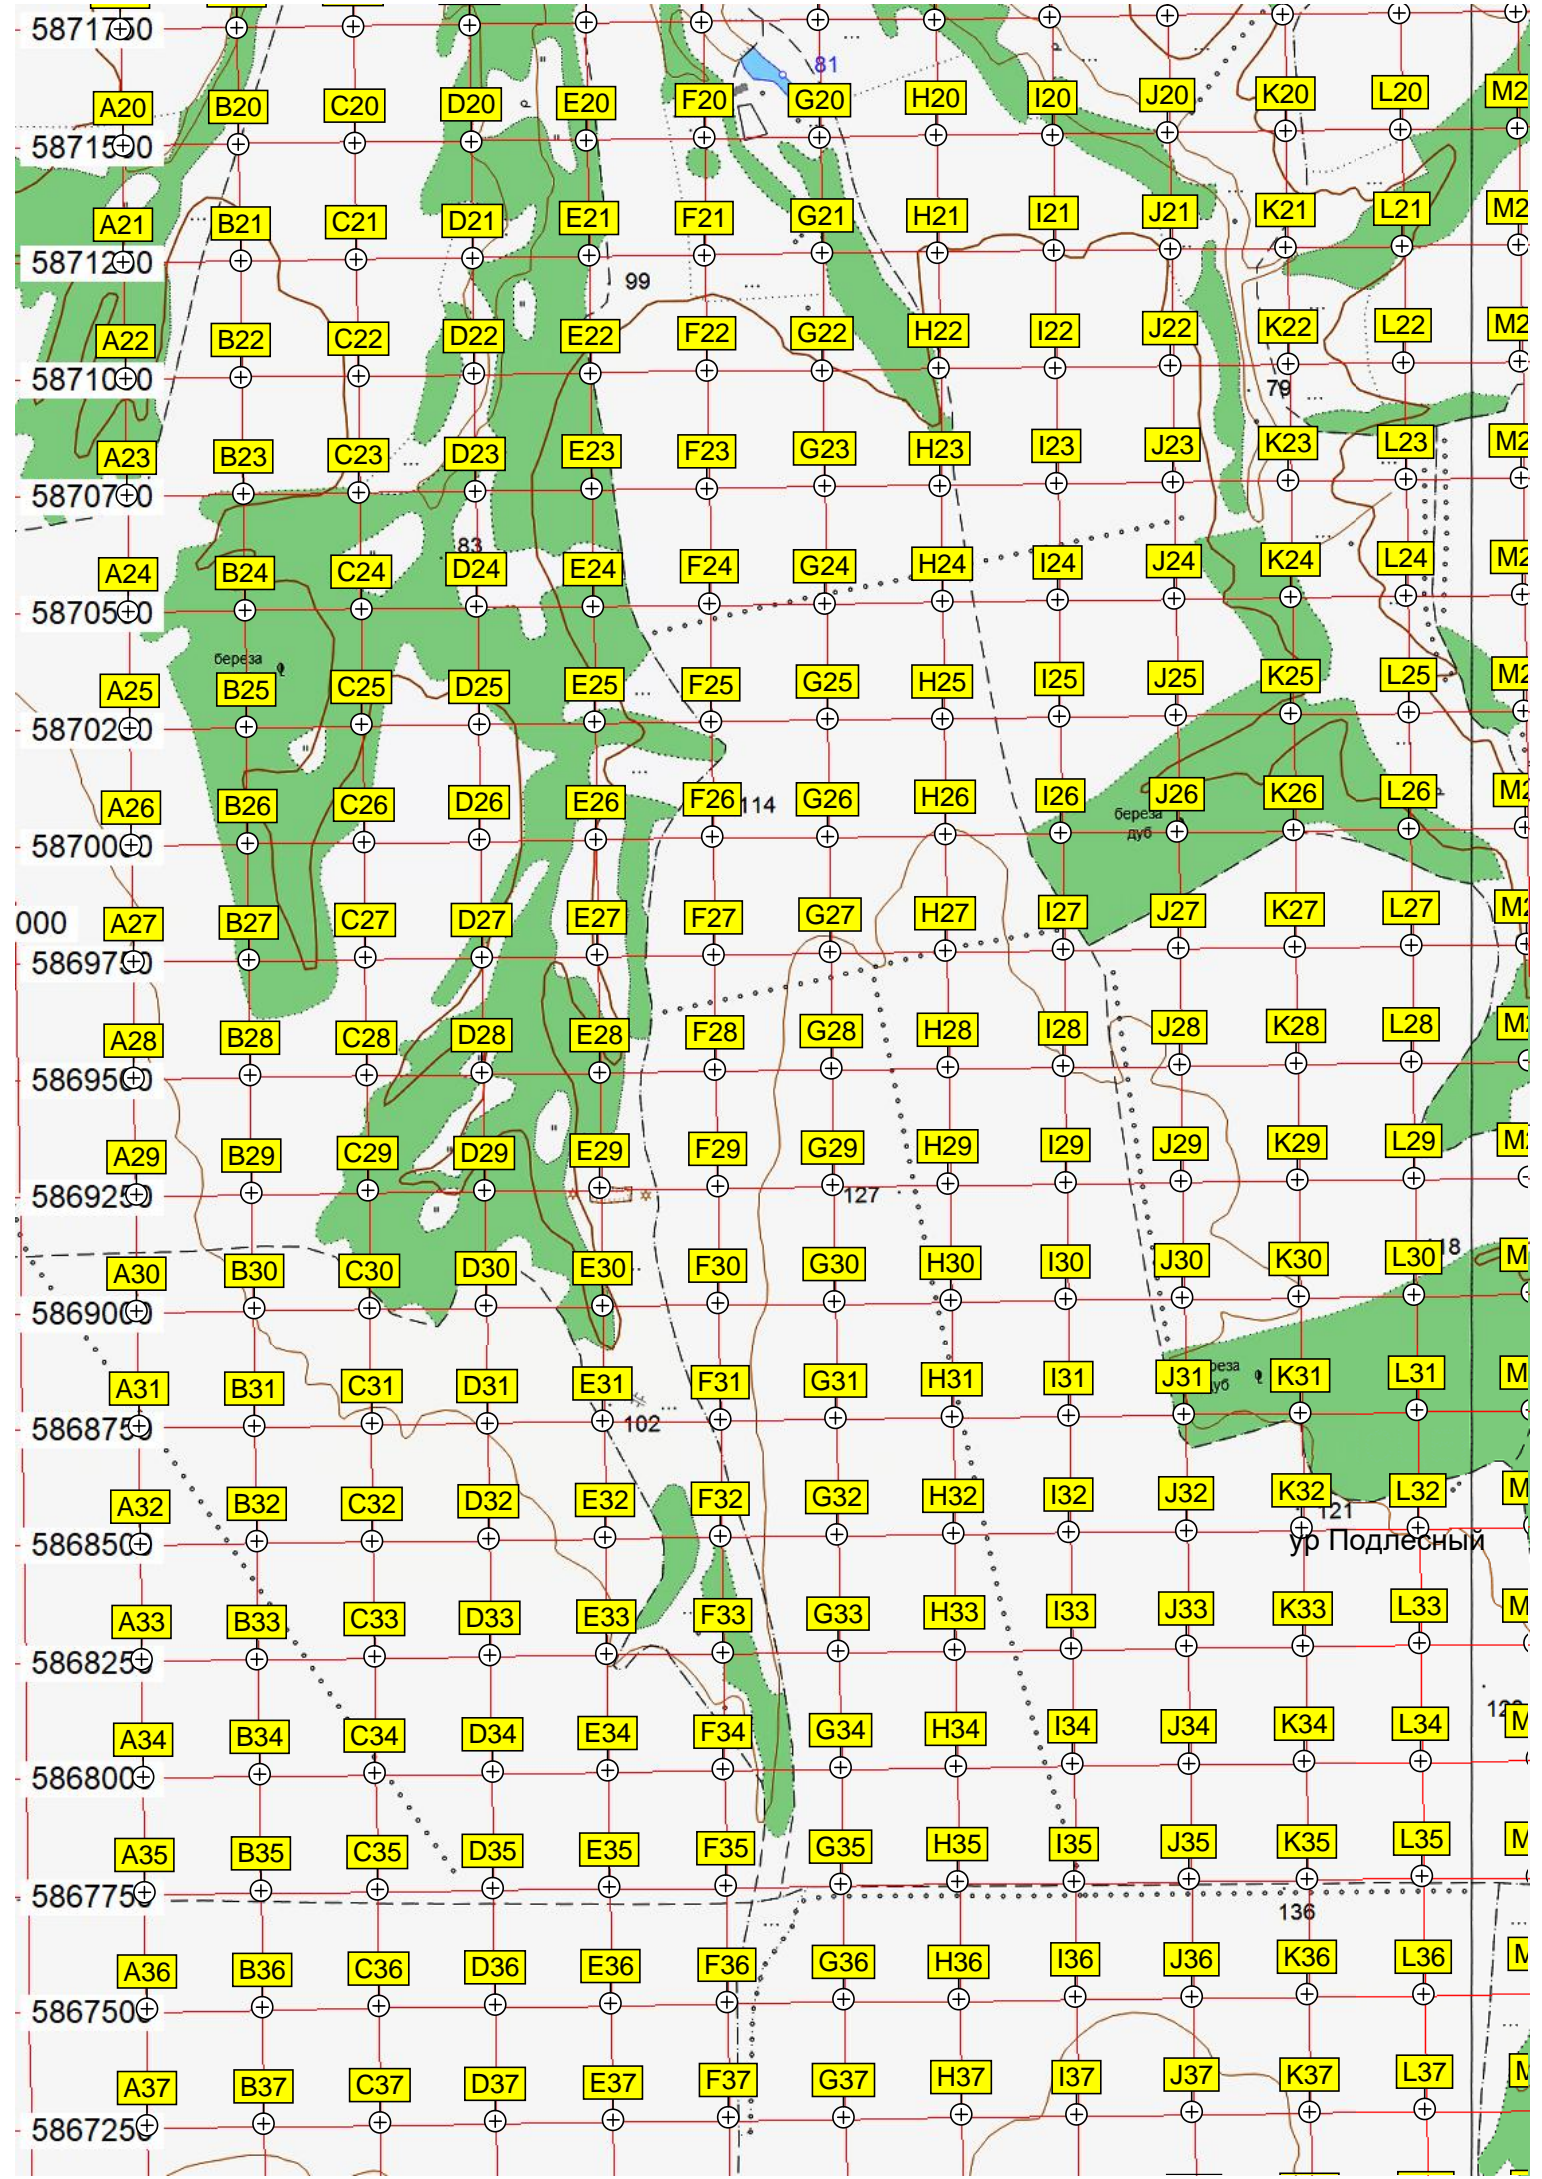 5871750
81
A20 B20 C20 D20 E20 F20 G20 H20 I20 J20 K20 L20 M2
5871500
A21 B21 C21 D21 E21 F21 G21 H21 I21 J21 K21 L21 M2
5871250
99
A22 B22 C22 D22 E22 F22 G22 H22 I22 J22 K22 L22 M2
5871000
79
A23 B23 C23 D23 E23 F23 G23 H23 I23 J23 K23 L23 M2
5870750
83
A24 B24 C24 D24 E24 F24 G24 H24 I24 J24 K24 L24 M2
5870500
береза
A25 B25 C25 D25 E25 F25 G25 H25 I25 J25 K25 L25 M2
5870250
A26 B26 C26 D26 E26 F26 114 G26 H26 I26 J26 K26 L26 M2
береза
дуб
5870000
000
A27 B27 C27 D27 E27 F27 G27 H27 I27 J27 K27 L27 M2
5869750
A28 B28 C28 D28 E28 F28 G28 H28 I28 J28 K28 L28 M2
5869500
A29 B29 C29 D29 E29 F29 G29 H29 I29 J29 K29 L29 M2
5869250
127
A30 B30 C30 D30 E30 F30 G30 H30 I30 J30 K30 L30 18 M
5869000
A31 B31 C31 D31 E31 F31 G31 H31 I31 J31 K31 L31 M
5868750
102
A32 B32 C32 D32 E32 F32 G32 H32 I32 J32 K32 L32 M
121
5868500
ур Подлесный
A33 B33 C33 D33 E33 F33 G33 H33 I33 J33 K33 L33 M
5868250
A34 B34 C34 D34 E34 F34 G34 H34 I34 J34 K34 L34 M
5868000
A35 B35 C35 D35 E35 F35 G35 H35 I35 J35 K35 L35 M
5867750
136
A36 B36 C36 D36 E36 F36 G36 H36 I36 J36 K36 L36 M
5867500
A37 B37 C37 D37 E37 F37 G37 H37 I37 J37 K37 L37 M
5867250